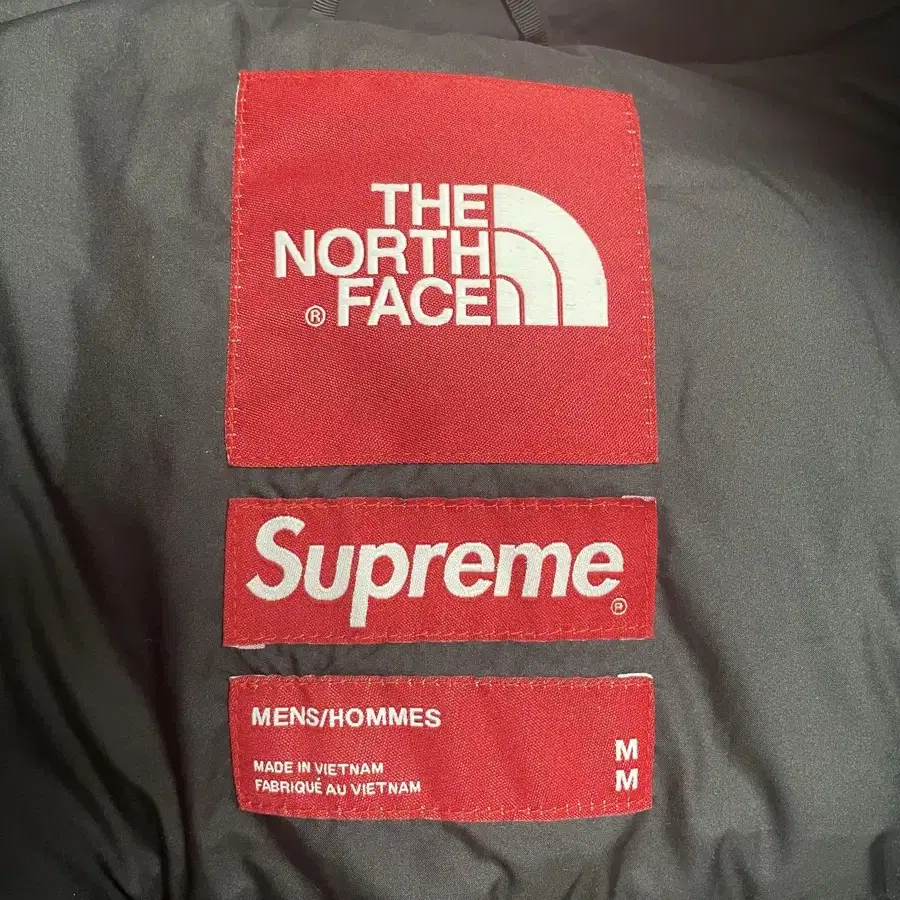 THE
NORTH
® FACE
Supreme
®
MENS/HOMMES
M
MADE IN VIETNAM
M
FABRIQUÉ AU VIETNAM